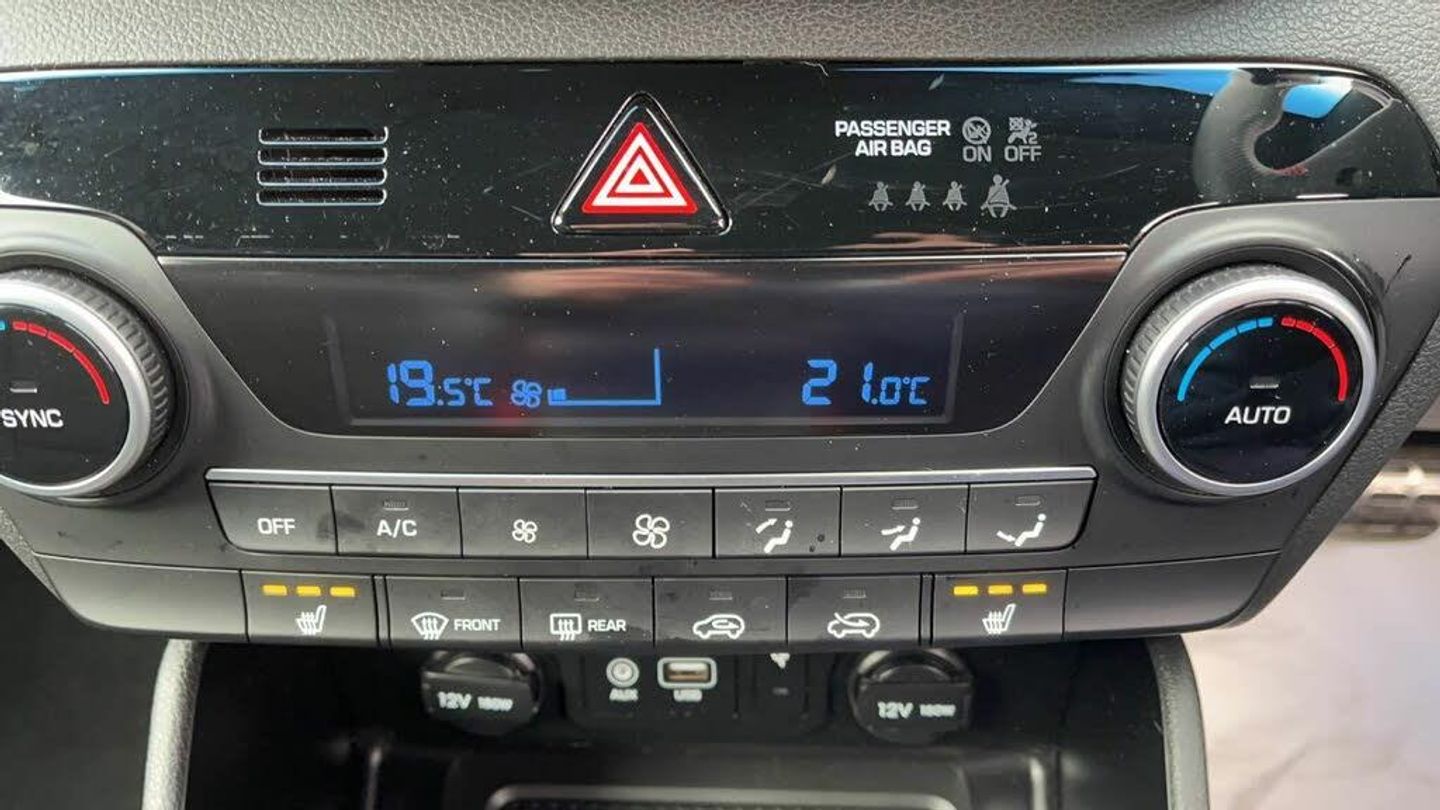 PASSENGER
AIR BAG ON OFF
19.5°C 21.0°C
SYNC
AUTO
OFF A/C
FRONT REAR
AUX USB
12V 180W 12V 180W